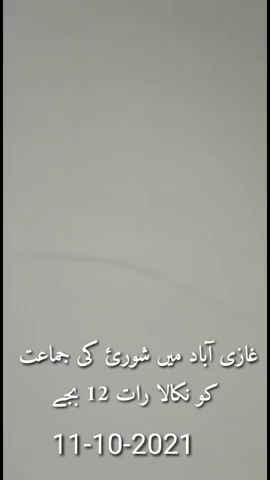 غازی آباد میں شوریٰ کی جماعت
کو نکالا رات 12 بجے
11-10-2021